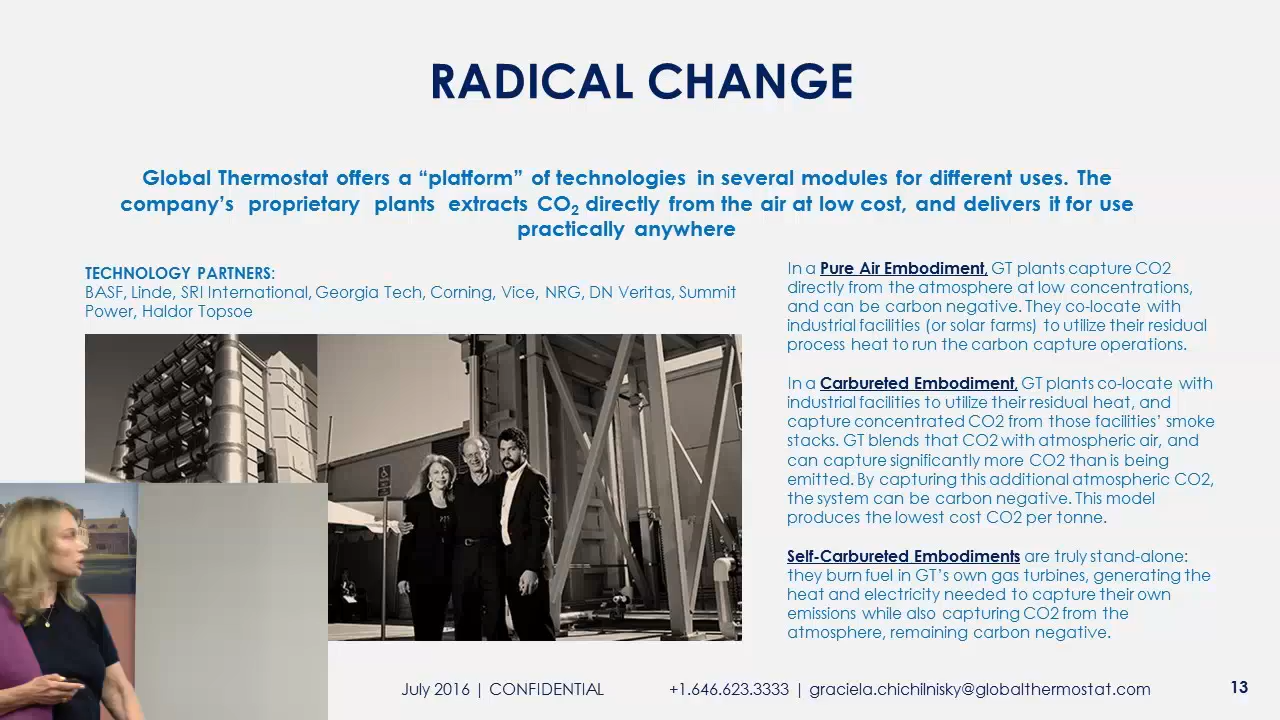 RADICAL CHANGE
Global Thermostat offers a “platform” of technologies in several modules for different uses. The
company’s proprietary plants extracts CO₂ directly from the air at low cost, and delivers it for use
practically anywhere
TECHNOLOGY PARTNERS:
BASF, Linde, SRI International, Georgia Tech, Corning, Vice, NRG, DN Veritas, Summit
Power, Haldor Topsoe
In a Pure Air Embodiment, GT plants capture CO2
directly from the atmosphere at low concentrations,
and can be carbon negative. They co-locate with
industrial facilities (or solar farms) to utilize their residual
process heat to run the carbon capture operations.
In a Carbureted Embodiment, GT plants co-locate with
industrial facilities to utilize their residual heat, and
capture concentrated CO2 from those facilities’ smoke
stacks. GT blends that CO2 with atmospheric air, and
can capture significantly more CO2 than is being
emitted. By capturing this additional atmospheric CO2,
the system can be carbon negative. This model
produces the lowest cost CO2 per tonne.
Self-Carbureted Embodiments are truly stand-alone:
they burn fuel in GT’s own gas turbines, generating the
heat and electricity needed to capture their own
emissions while also capturing CO2 from the
atmosphere, remaining carbon negative.
July 2016 | CONFIDENTIAL
+1.646.623.3333 | graciela.chichilnisky@globalthermostat.com
13